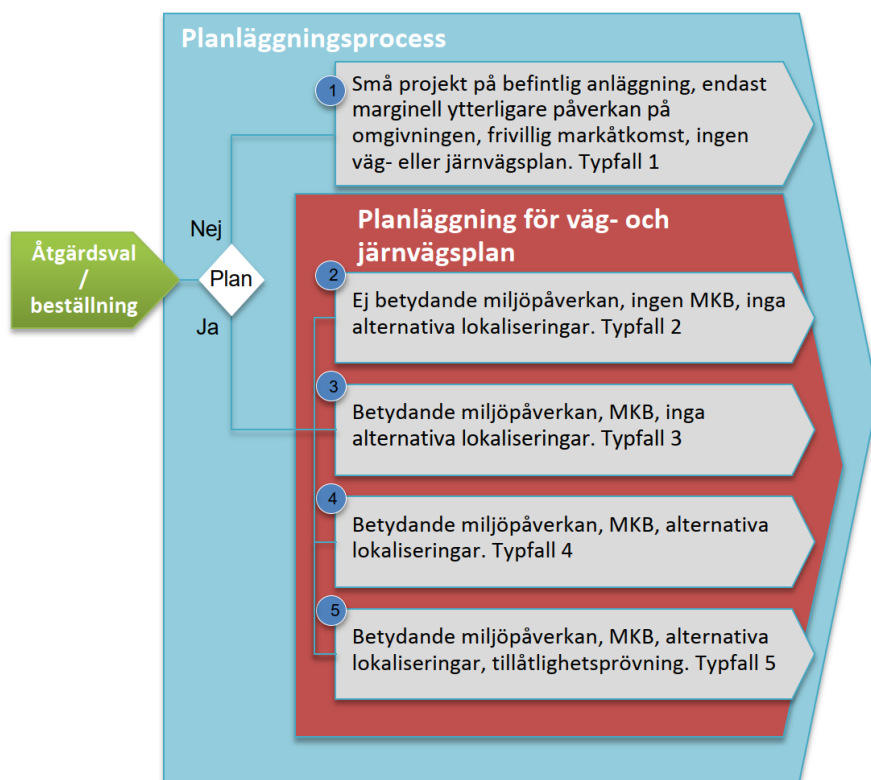 Planläggningsprocess
1
Små projekt på befintlig anläggning, endast
marginell ytterligare påverkan på
omgivningen, frivillig markåtkomst, ingen
väg- eller järnvägsplan. Typfall 1
Åtgärdsval
/
beställning
Nej
Plan
Ja
Planläggning för väg- och
järnvägsplan
2
Ej betydande miljöpåverkan, ingen MKB, inga
alternativa lokaliseringar. Typfall 2
3
Betydande miljöpåverkan, MKB, inga
alternativa lokaliseringar. Typfall 3
4
Betydande miljöpåverkan, MKB, alternativa
lokaliseringar. Typfall 4
5
Betydande miljöpåverkan, MKB, alternativa
lokaliseringar, tillåtlighetsprövning. Typfall 5